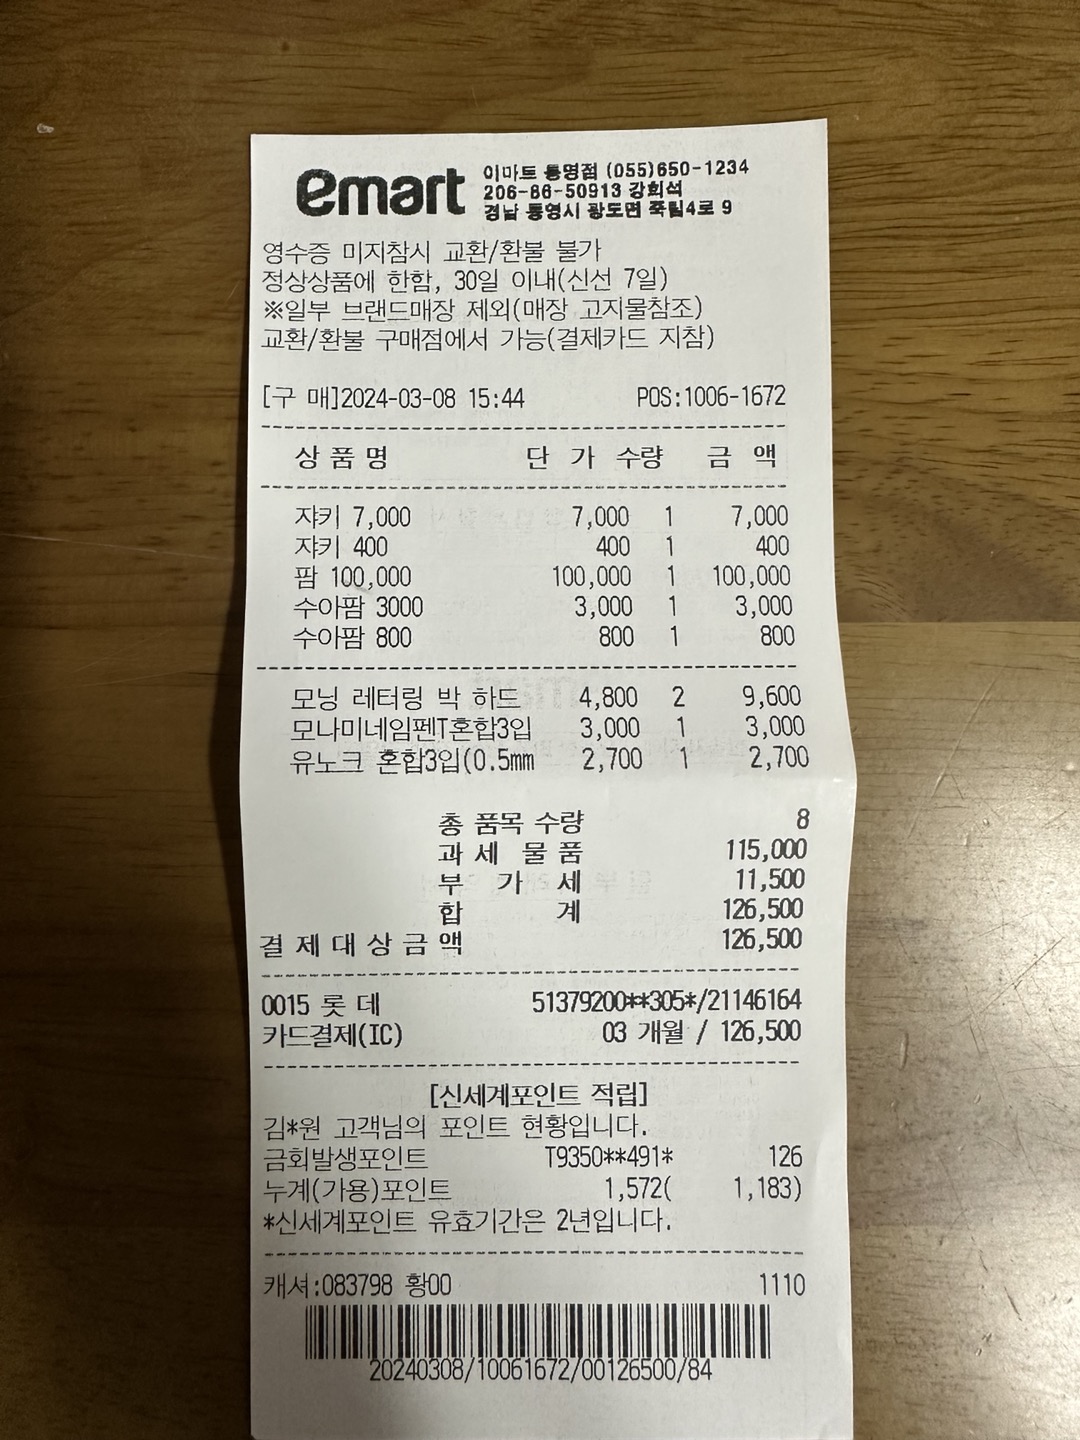 emart
이마트 통영점 (055)650-1234
206-86-50913 강희석
경남 통영시 광도면 죽림4로 9
영수증 미지참시 교환/환불 불가
정상상품에 한함, 30일 이내(신선 7일)
※일부 브랜드매장 제외(매장 고지물참조)
교환/환불 구매점에서 가능(결제카드 지참)
[구 매]2024-03-08 15:44 POS:1006-1672
상 품 명 단 가 수량 금 액
쟈키 7,000 7,000 1 7,000
쟈키 400 400 1 400
팜 100,000 100,000 1 100,000
수아팜 3000 3,000 1 3,000
수아팜 800 800 1 800
모닝 레터링 박 하드 4,800 2 9,600
모나미네임펜T혼합3입 3,000 1 3,000
유노크 혼합3입(0.5mm 2,700 1 2,700
총 품목 수량 8
과 세 물 품 115,000
부 가 세 11,500
합 계 126,500
결 제 대 상 금 액 126,500
0015 롯 데 51379200**305*/21146164
카드결제(IC) 03 개월 / 126,500
[신세계포인트 적립]
김*원 고객님의 포인트 현황입니다.
금회발생포인트 T9350**491* 126
누계(가용)포인트 1,572( 1,183)
*신세계포인트 유효기간은 2년입니다.
캐셔:083798 황00 1110
20240308/10061672/00126500/84